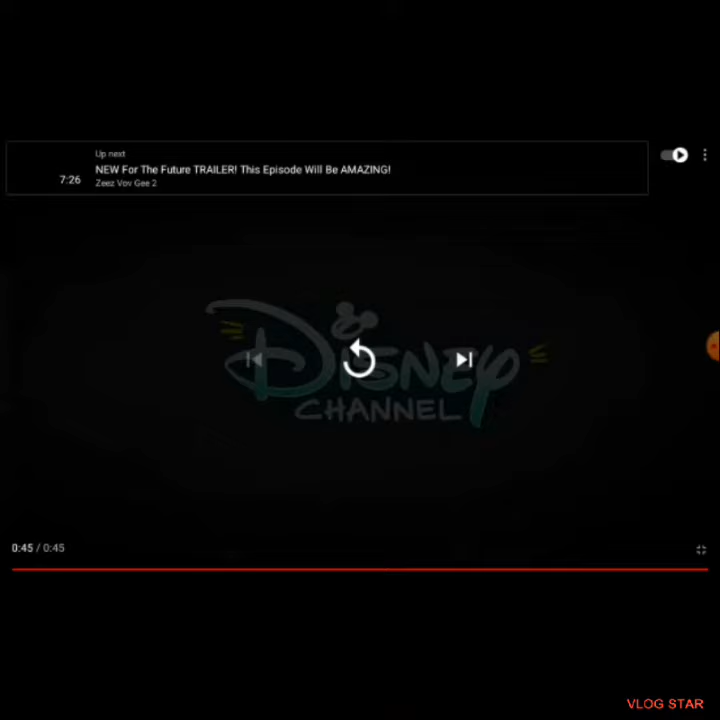 Up next
NEW For The Future TRAILER! This Episode Will Be AMAZING!
7:26
Zeez Vov Gee 2
DISNEY
CHANNEL
0:45 / 0:45
VLOG STAR